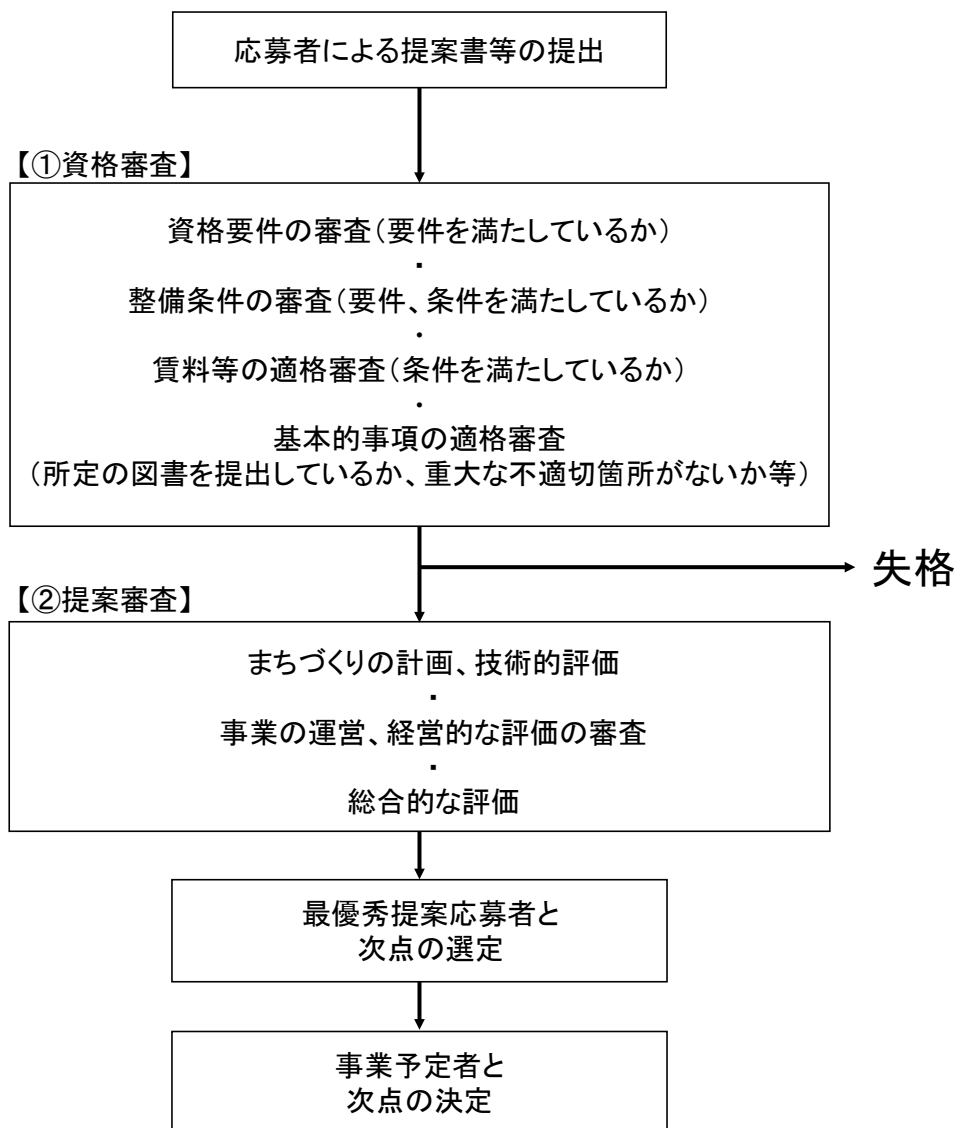 応募者による提案書等の提出
【①資格審査】
資格要件の審査(要件を満たしているか)
・
整備条件の審査(要件、条件を満たしているか)
・
賃料等の適格審査(条件を満たしているか)
・
基本的事項の適格審査
(所定の図書を提出しているか、重大な不適切箇所がないか等)
失格
【②提案審査】
まちづくりの計画、技術的評価
・
事業の運営、経営的な評価の審査
・
総合的な評価
最優秀提案応募者と
次点の選定
事業予定者と
次点の決定